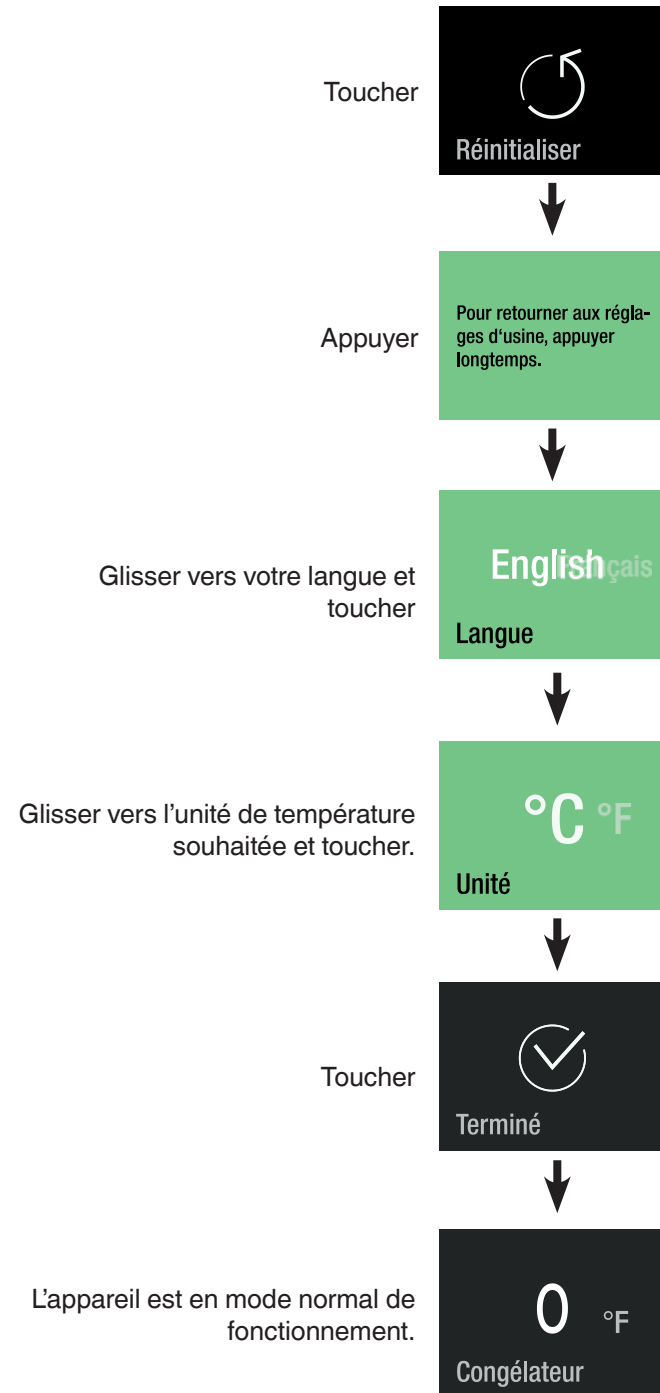 Toucher
Réinitialiser
Appuyer
Pour retourner aux régla-
ges d‘usine, appuyer
longtemps.
Glisser vers votre langue et
toucher
English Français
Langue
Glisser vers l’unité de température
souhaitée et toucher.
°C °F
Unité
Toucher
Terminé
L’appareil est en mode normal de
fonctionnement.
0 °F
Congélateur